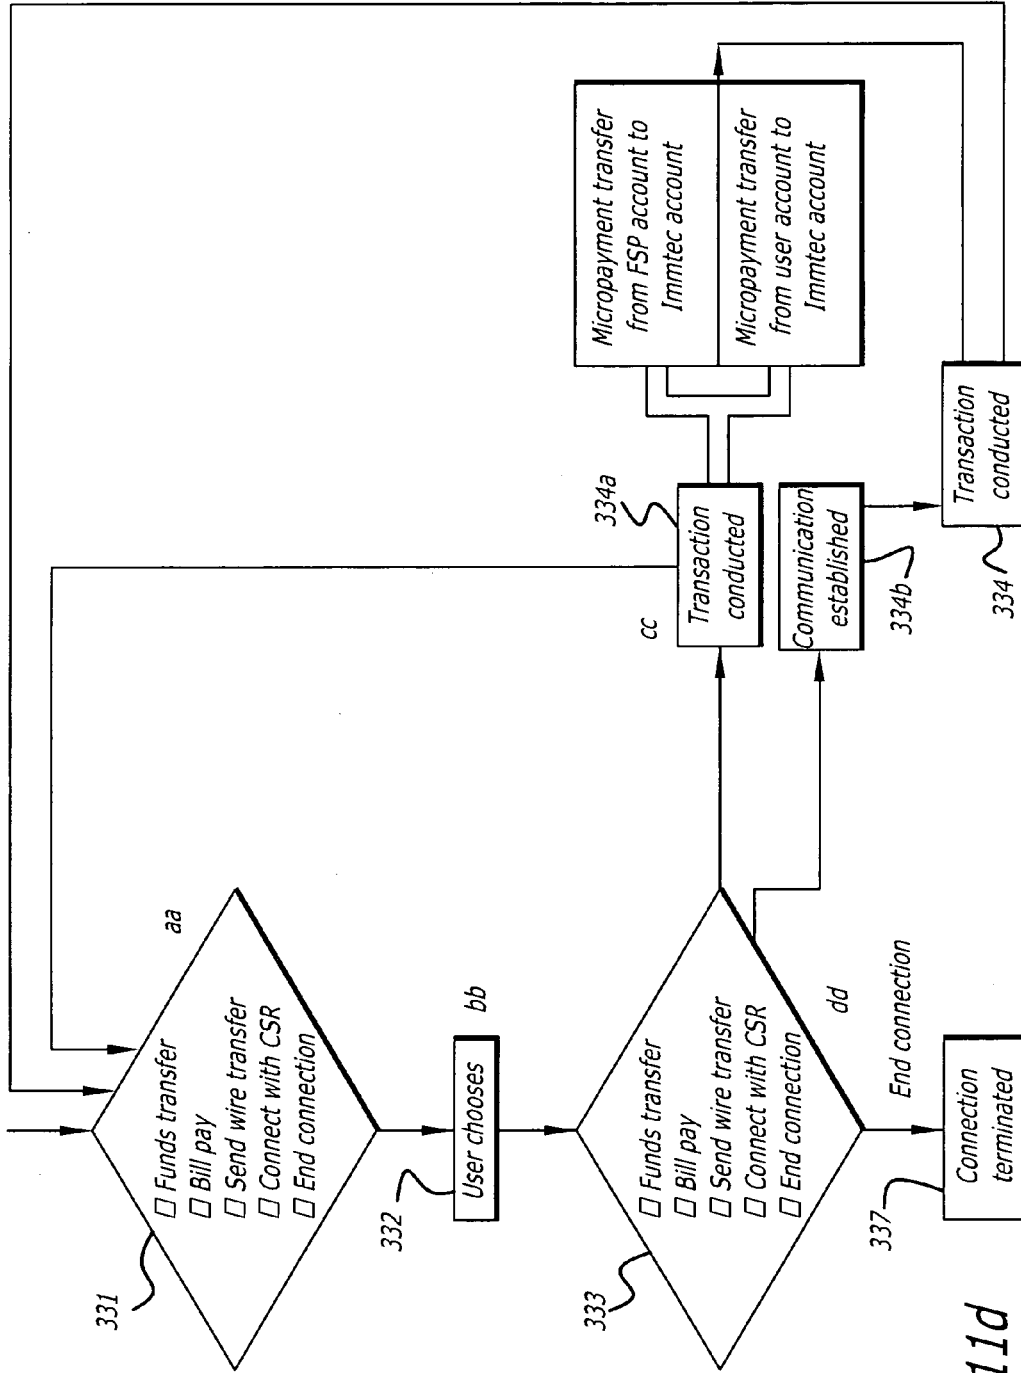 331
aa
☐ Funds transfer
☐ Bill pay
☐ Send wire transfer
☐ Connect with CSR
☐ End connection
332
User chooses
bb
333
☐ Funds transfer
☐ Bill pay
☐ Send wire transfer
☐ Connect with CSR
☐ End connection
dd
End connection
337
Connection
terminated
cc
334a
Transaction
conducted
Communication
established
334b
Micropayment transfer
from FSP account to
Immtec account
Micropayment transfer
from user account to
Immtec account
Transaction
conducted
334
11d